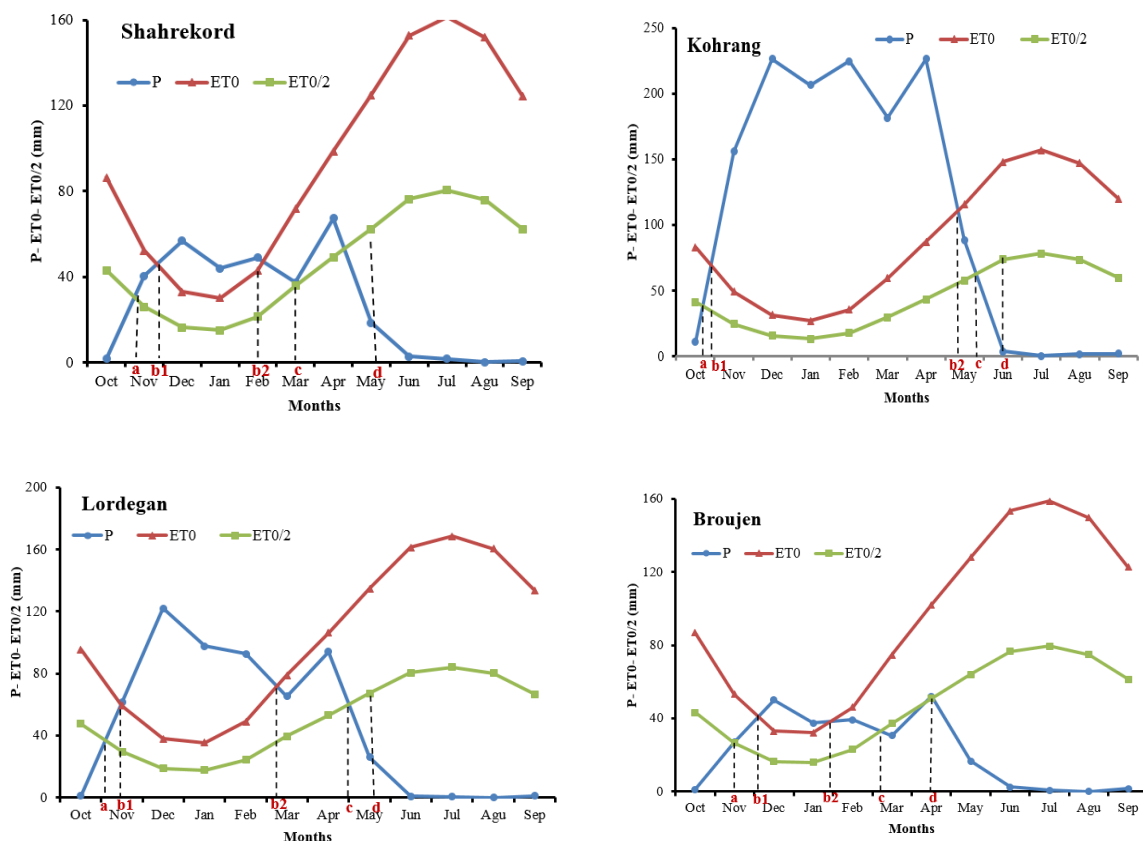 Shahrekord
P ET0 ET0/2
P- ET0- ET0/2 (mm)
160
120
80
40
0
Oct Nov Dec Jan Feb Mar Apr May Jun Jul Agu Sep
a b1 b2 c d
Months
Kohrang
P ET0 ET0/2
P- ET0- ET0/2 (mm)
250
200
150
100
50
0
Oct Nov Dec Jan Feb Mar Apr May Jun Jul Agu Sep
a b1 b2 c d
Months
Lordegan
P ET0 ET0/2
P- ET0- ET0/2 (mm)
200
160
120
80
40
0
Oct Nov Dec Jan Feb Mar Apr May Jun Jul Agu Sep
a b1 b2 c d
Months
Broujen
P ET0 ET0/2
P- ET0- ET0/2 (mm)
160
120
80
40
0
Oct Nov Dec Jan Feb Mar Apr May Jun Jul Agu Sep
a b1 b2 c d
Months